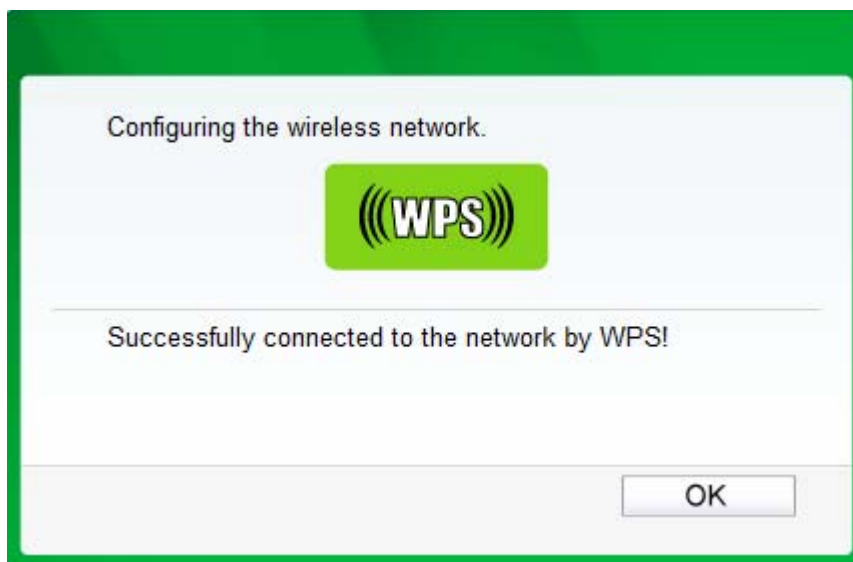 Configuring the wireless network.
WPS
Successfully connected to the network by WPS!
OK